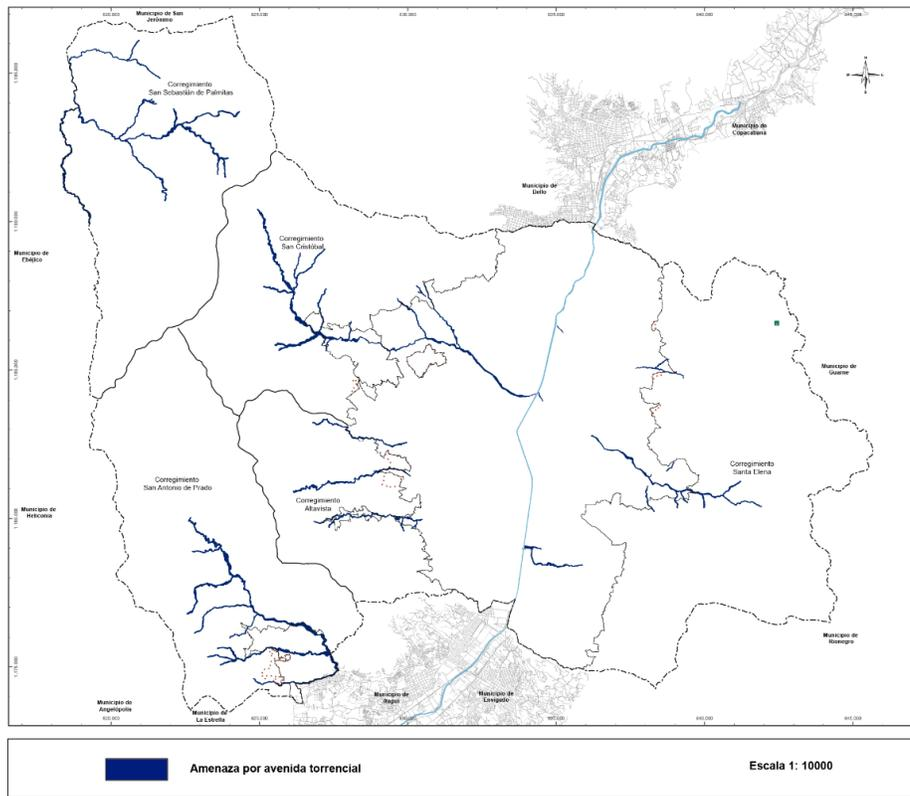 Municipio de San
Jerónimo
Corregimiento
San Sebastián de Palmitas
Municipio de
Copacabana
Municipio de
Bello
Municipio de
Ebéjico
Corregimiento
San Cristóbal
Municipio de
Guarne
Corregimiento
Santa Elena
Corregimiento
San Antonio de Prado
Corregimiento
Altavista
Municipio de
Heliconia
Municipio de
Rionegro
Municipio de
Angelópolis
Municipio de
La Estrella
Municipio de
Itagüí
Municipio de
Envigado
Amenaza por avenida torrencial
Escala 1: 10000